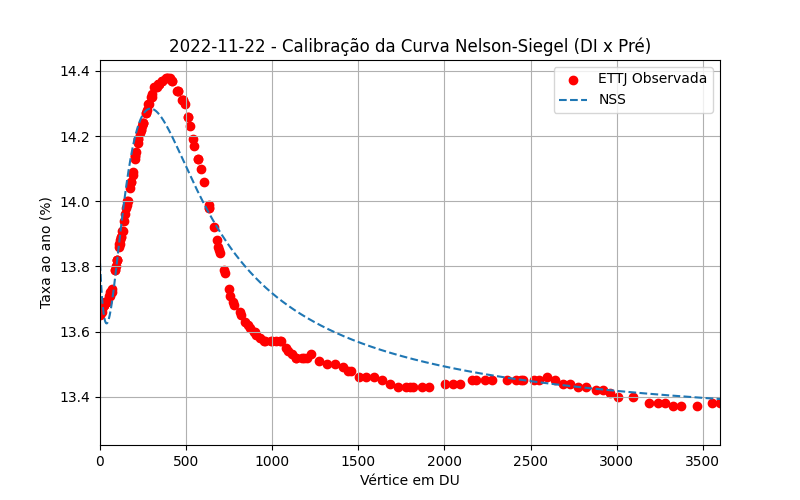 2022-11-22 - Calibração da Curva Nelson-Siegel (DI x Pré)
ETTJ Observada
NSS
14.4
14.2
14.0
13.8
13.6
13.4
Taxa ao ano (%)
0 500 1000 1500 2000 2500 3000 3500
Vértice em DU